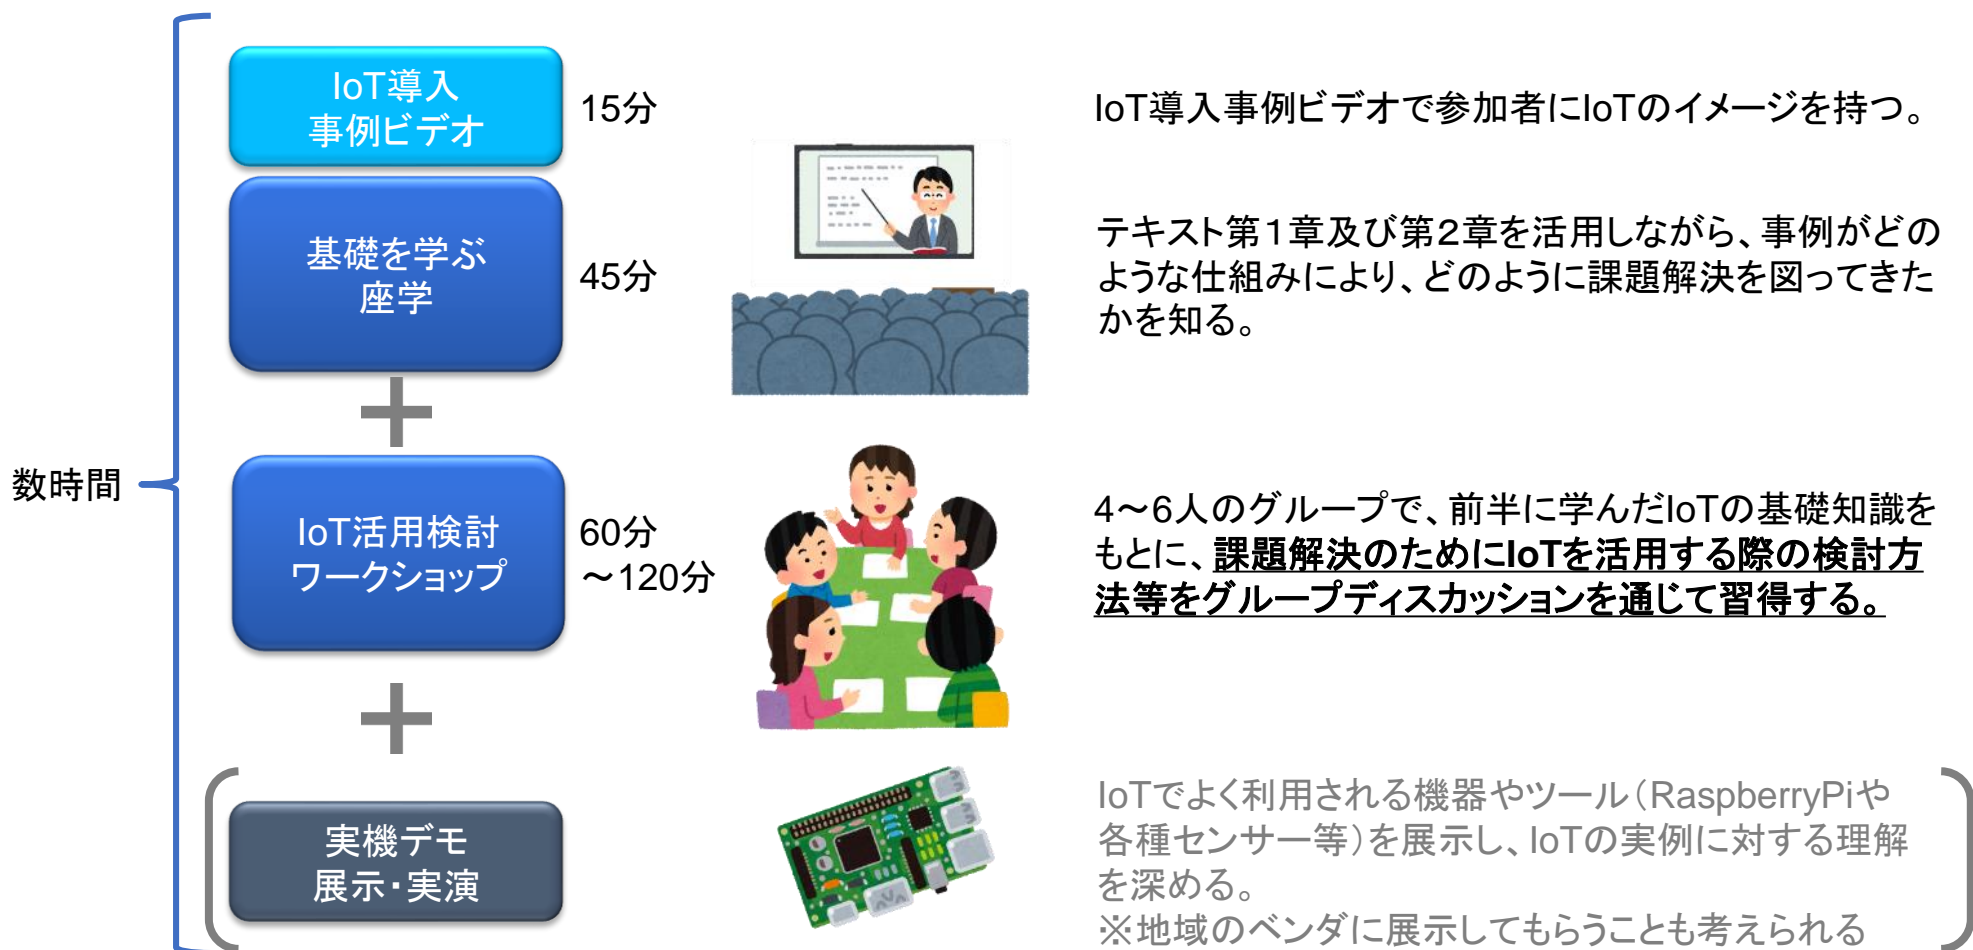 IoT導入
事例ビデオ
15分
IoT導入事例ビデオで参加者にIoTのイメージを持つ。
基礎を学ぶ
座学
45分
テキスト第１章及び第２章を活用しながら、事例がどの
ような仕組みにより、どのように課題解決を図ってきた
かを知る。
＋
数時間
IoT活用検討
ワークショップ
60分
～120分
4～6人のグループで、前半に学んだIoTの基礎知識を
もとに、課題解決のためにIoTを活用する際の検討方
法等をグループディスカッションを通じて習得する。
＋
実機デモ
展示・実演
IoTでよく利用される機器やツール（RaspberryPiや
各種センサー等）を展示し、IoTの実例に対する理解
を深める。
※地域のベンダに展示してもらうことも考えられる